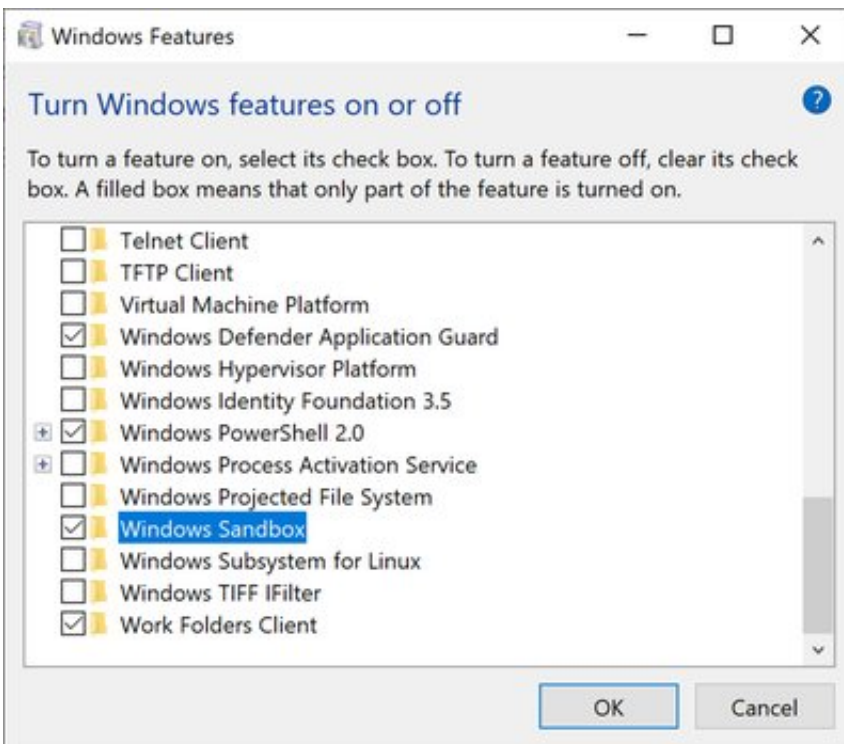 Windows Features
Turn Windows features on or off
?
To turn a feature on, select its check box. To turn a feature off, clear its check
box. A filled box means that only part of the feature is turned on.
Telnet Client
TFTP Client
Virtual Machine Platform
Windows Defender Application Guard
Windows Hypervisor Platform
Windows Identity Foundation 3.5
Windows PowerShell 2.0
Windows Process Activation Service
Windows Projected File System
Windows Sandbox
Windows Subsystem for Linux
Windows TIFF IFilter
Work Folders Client
OK
Cancel